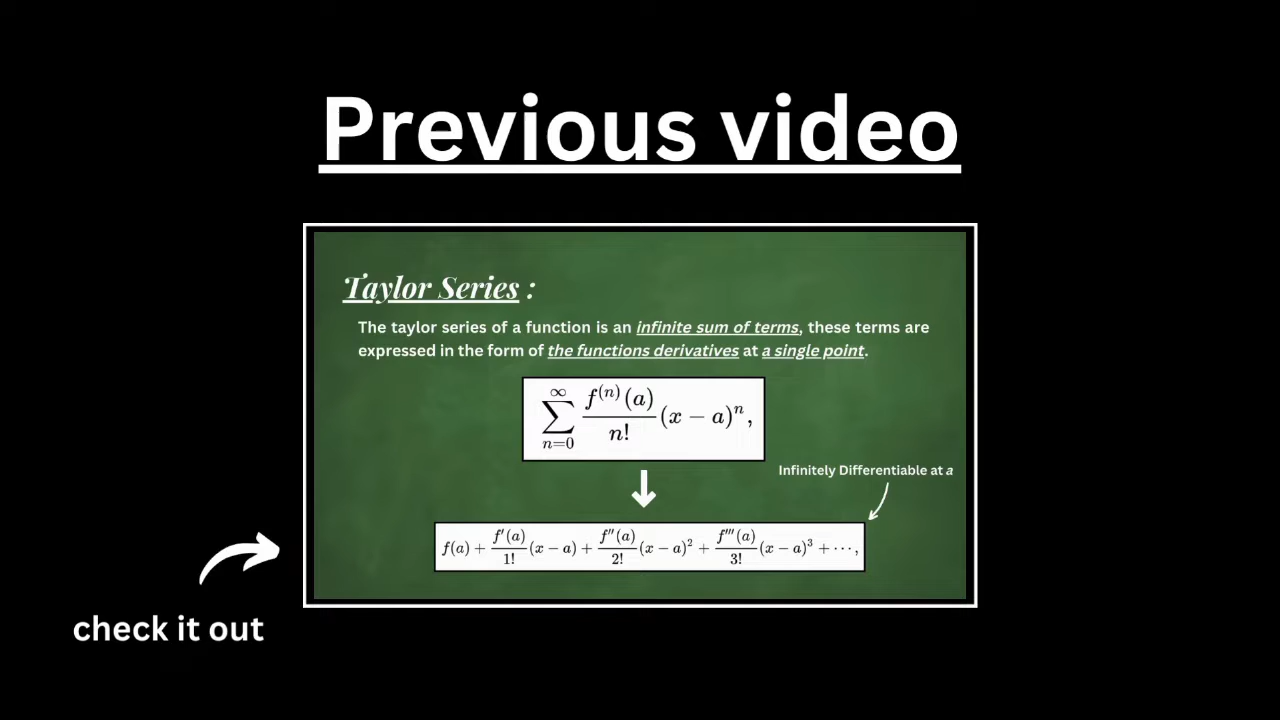 Previous video
Taylor Series :
The taylor series of a function is an infinite sum of terms, these terms are
expressed in the form of the functions derivatives at a single point.
∑_{n=0}^{∞} f^{(n)}(a)/n! (x − a)^n,
Infinitely Differentiable at a
f(a) + f′(a)/1! (x − a) + f″(a)/2! (x − a)^2 + f‴(a)/3! (x − a)^3 + ⋯,
check it out